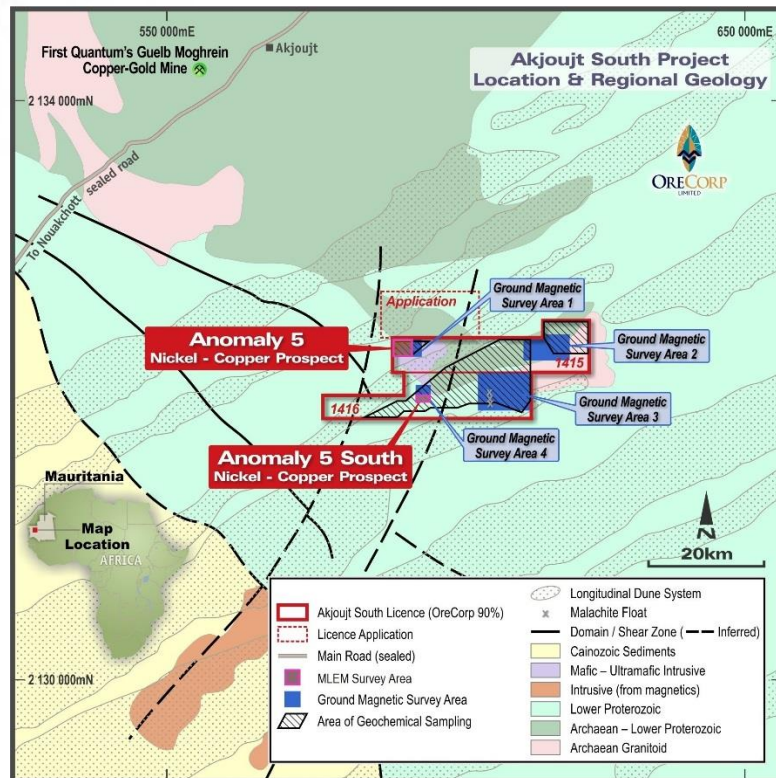 550 000mE
650 000mE
First Quantum's Guelb Moghrein
Copper-Gold Mine
Akjoujt
Akjoujt South Project
Location & Regional Geology
2 134 000mN
ORECORP
LIMITED
To Nouakchott sealed road
Application
Ground Magnetic
Survey Area 1
Anomaly 5
Nickel - Copper Prospect
Ground Magnetic
Survey Area 2
1415
1416
Ground Magnetic
Survey Area 3
Ground Magnetic
Survey Area 4
Anomaly 5 South
Nickel - Copper Prospect
Mauritania
Map
Location
AFRICA
N
20km
2 130 000mN
Akjoujt South Licence (OreCorp 90%)
Licence Application
Main Road (sealed)
MLEM Survey Area
Ground Magnetic Survey Area
Area of Geochemical Sampling
Longitudinal Dune System
Malachite Float
Domain / Shear Zone ( Inferred)
Cainozoic Sediments
Mafic – Ultramafic Intrusive
Intrusive (from magnetics)
Lower Proterozoic
Archaean – Lower Proterozoic
Archaean Granitoid